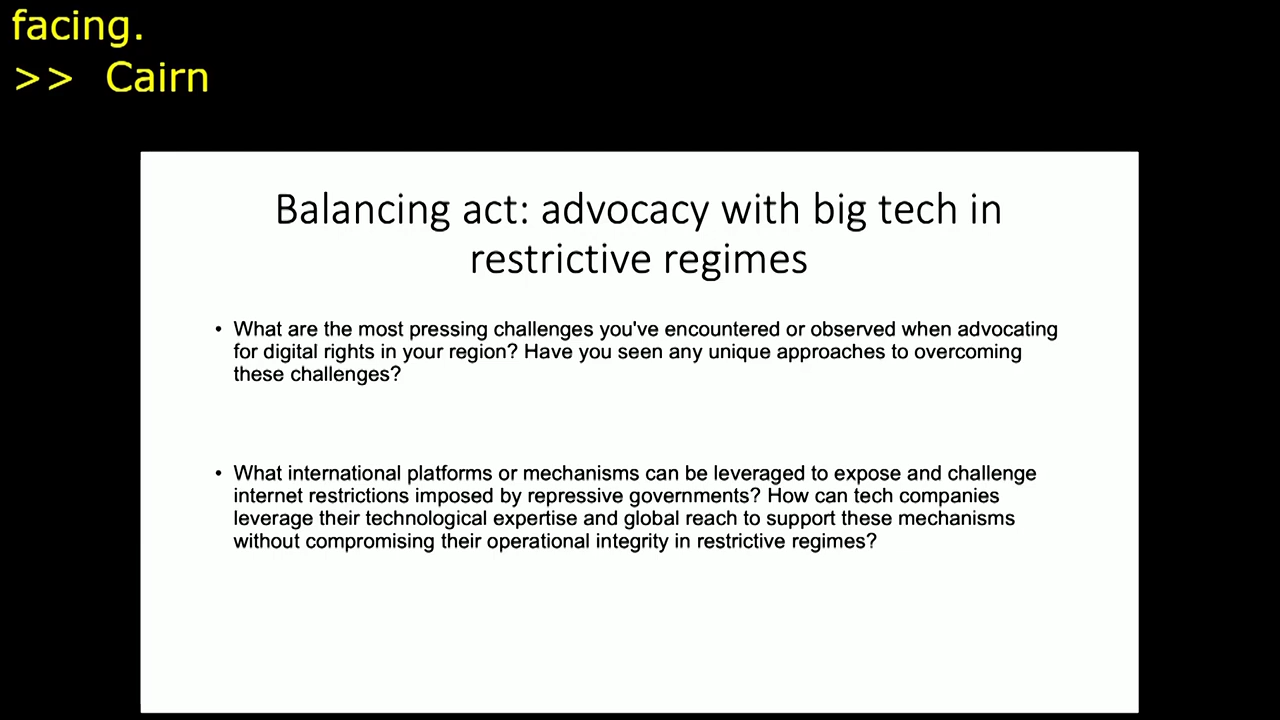 facing.
>> Cairn
Balancing act: advocacy with big tech in
restrictive regimes
• What are the most pressing challenges you've encountered or observed when advocating
for digital rights in your region? Have you seen any unique approaches to overcoming
these challenges?
• What international platforms or mechanisms can be leveraged to expose and challenge
internet restrictions imposed by repressive governments? How can tech companies
leverage their technological expertise and global reach to support these mechanisms
without compromising their operational integrity in restrictive regimes?